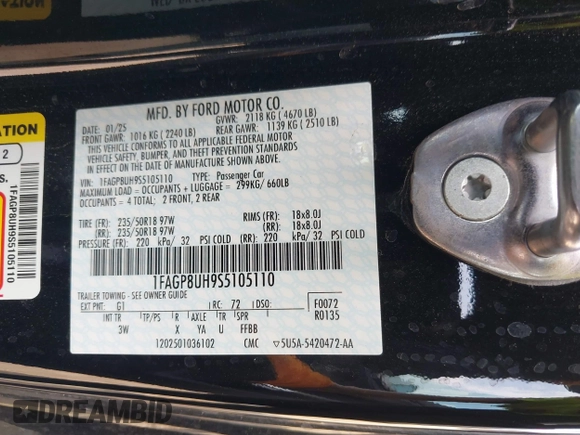 MFD. BY FORD MOTOR CO.
DATE: 01/25 GVWR: 2118 KG ( 4670 LB)
FRONT GAWR: 1016 KG ( 2240 LB) REAR GAWR: 1139 KG ( 2510 LB)
THIS VEHICLE CONFORMS TO ALL APPLICABLE FEDERAL MOTOR
VEHICLE SAFETY, BUMPER, AND THEFT PREVENTION STANDARDS IN
EFFECT ON THE DATE OF MANUFACTURE SHOWN ABOVE.
VIN: 1FAGP8UH9S5105110 TYPE: Passenger Car
MAXIMUM LOAD = OCCUPANTS + LUGGAGE = 299KG/ 660LB
OCCUPANTS = 4 TOTAL: 2 FRONT, 2 REAR
TIRE (FR): 235/50R18 97W RIMS (FR): 18x8.0J
(RR): 235/50R18 97W (RR): 18x8.0J
PRESSURE (FR): 220 kPa/ 32 PSI COLD (RR): 220 kPa/ 32 PSI COLD
1FAGP8UH9S5105110
TRAILER TOWING - SEE OWNER GUIDE
EXT PNT: G1 RC: 72 DSO: F0072
INT TR TP/PS R AXLE TR SPR R0135
3W X YA U FFBB
1202501036102 CMC ▽5U5A-5420472-AA
ATION
2
s.
1FAGP8UH9S5105110
DREAMBID